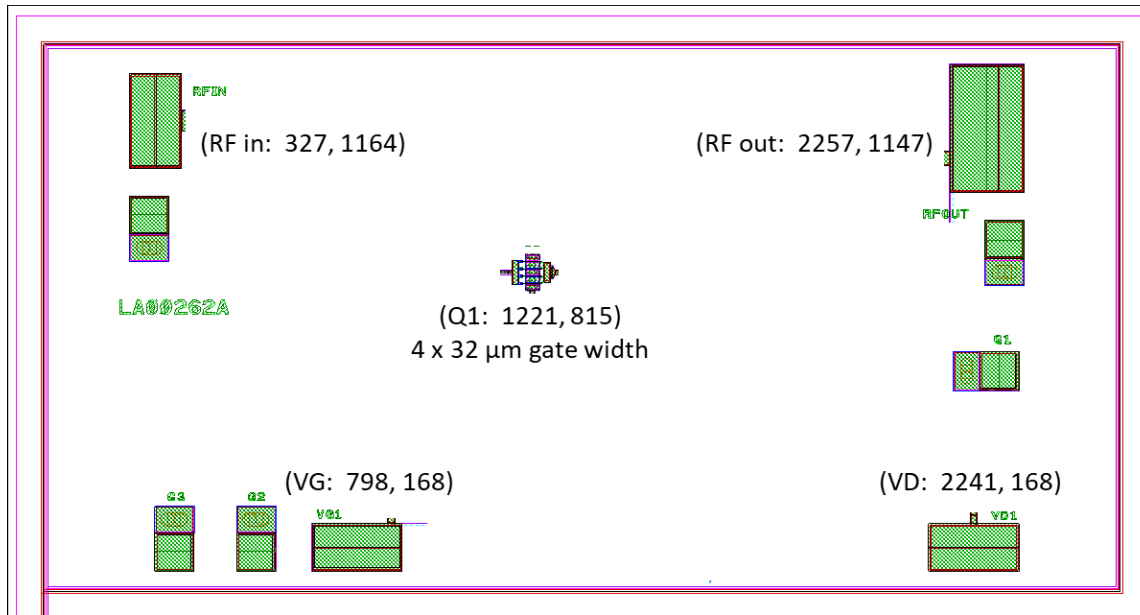 RFIN
(RF in: 327, 1164)
(RF out: 2257, 1147)
RFOUT
LA00262A
(Q1: 1221, 815)
4 x 32 µm gate width
G1
(VG: 798, 168)
(VD: 2241, 168)
G3
G2
VG1
VD1